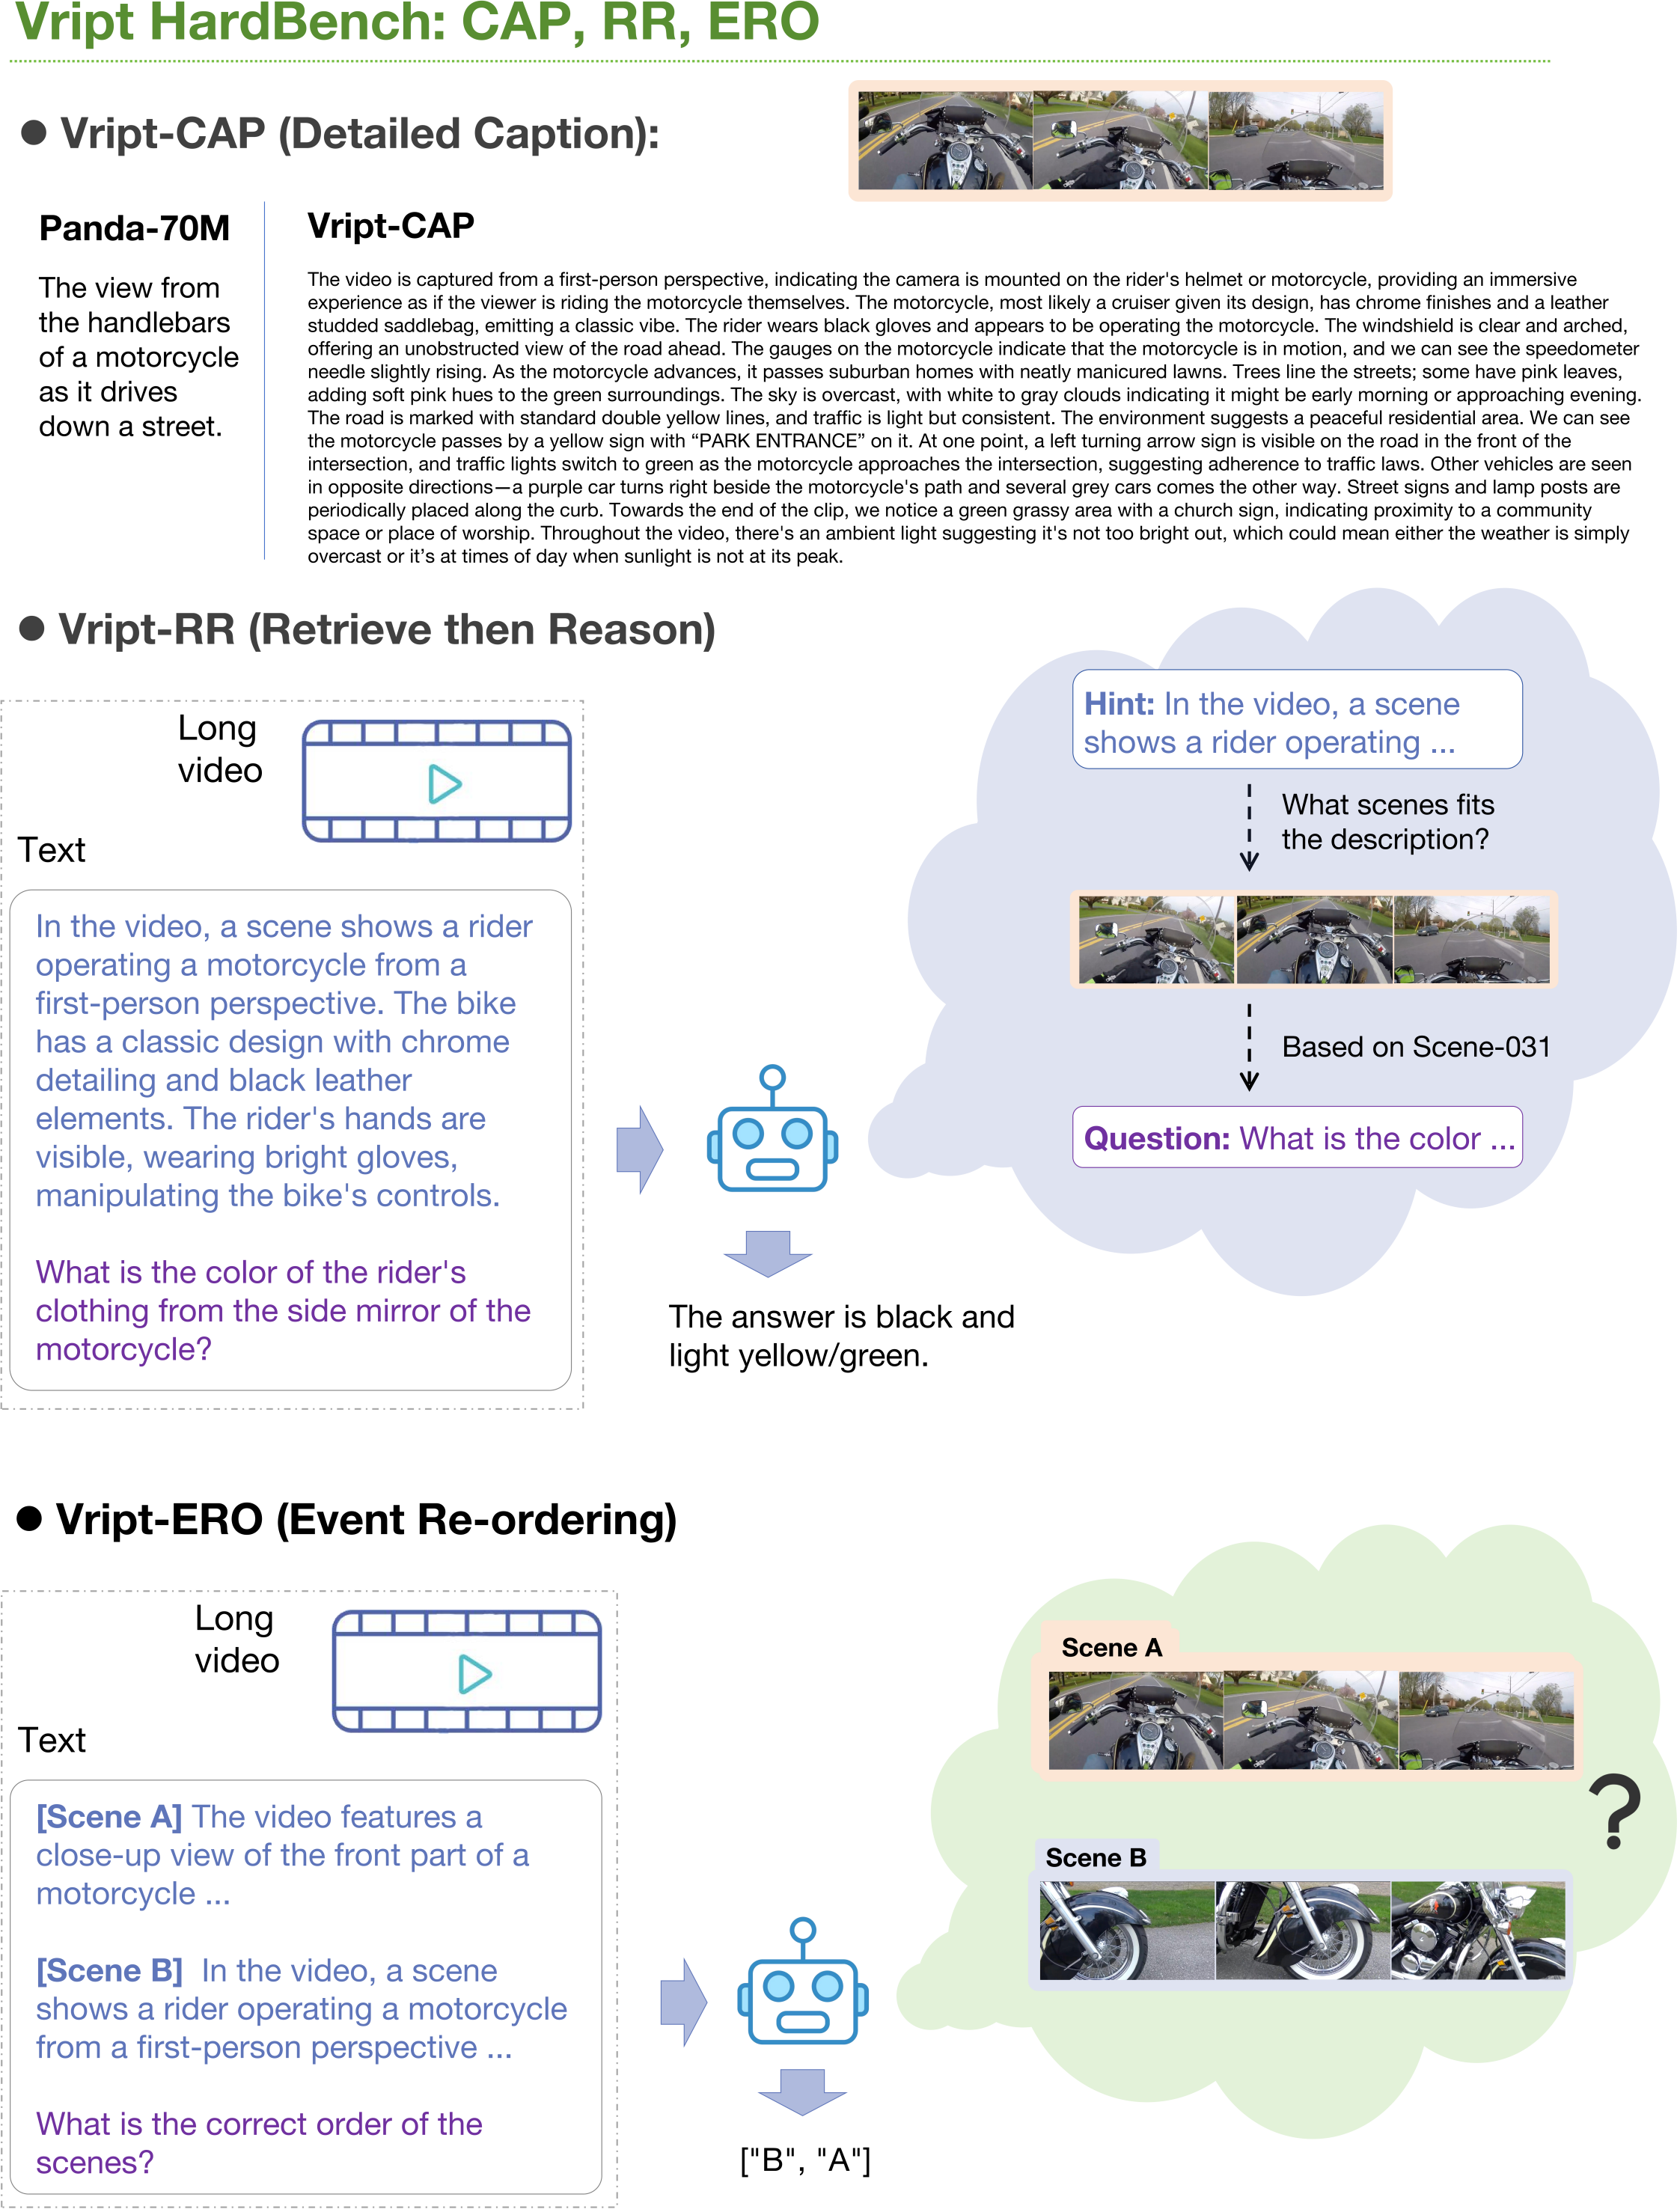 Vript HardBench: CAP, RR, ERO
● Vript-CAP (Detailed Caption):
Panda-70M
The view from
the handlebars
of a motorcycle
as it drives
down a street.
Vript-CAP
The video is captured from a first-person perspective, indicating the camera is mounted on the rider's helmet or motorcycle, providing an immersive
experience as if the viewer is riding the motorcycle themselves. The motorcycle, most likely a cruiser given its design, has chrome finishes and a leather
studded saddlebag, emitting a classic vibe. The rider wears black gloves and appears to be operating the motorcycle. The windshield is clear and arched,
offering an unobstructed view of the road ahead. The gauges on the motorcycle indicate that the motorcycle is in motion, and we can see the speedometer
needle slightly rising. As the motorcycle advances, it passes suburban homes with neatly manicured lawns. Trees line the streets; some have pink leaves,
adding soft pink hues to the green surroundings. The sky is overcast, with white to gray clouds indicating it might be early morning or approaching evening.
The road is marked with standard double yellow lines, and traffic is light but consistent. The environment suggests a peaceful residential area. We can see
the motorcycle passes by a yellow sign with “PARK ENTRANCE” on it. At one point, a left turning arrow sign is visible on the road in the front of the
intersection, and traffic lights switch to green as the motorcycle approaches the intersection, suggesting adherence to traffic laws. Other vehicles are seen
in opposite directions—a purple car turns right beside the motorcycle's path and several grey cars comes the other way. Street signs and lamp posts are
periodically placed along the curb. Towards the end of the clip, we notice a green grassy area with a church sign, indicating proximity to a community
space or place of worship. Throughout the video, there's an ambient light suggesting it's not too bright out, which could mean either the weather is simply
overcast or it’s at times of day when sunlight is not at its peak.
● Vript-RR (Retrieve then Reason)
Long
video
Text
In the video, a scene shows a rider
operating a motorcycle from a
first-person perspective. The bike
has a classic design with chrome
detailing and black leather
elements. The rider's hands are
visible, wearing bright gloves,
manipulating the bike's controls.
What is the color of the rider's
clothing from the side mirror of the
motorcycle?
The answer is black and
light yellow/green.
Hint: In the video, a scene
shows a rider operating ...
What scenes fits
the description?
Based on Scene-031
Question: What is the color ...
● Vript-ERO (Event Re-ordering)
Long
video
Text
[Scene A] The video features a
close-up view of the front part of a
motorcycle ...
[Scene B] In the video, a scene
shows a rider operating a motorcycle
from a first-person perspective ...
What is the correct order of the
scenes?
["B", "A"]
Scene A
?
Scene B